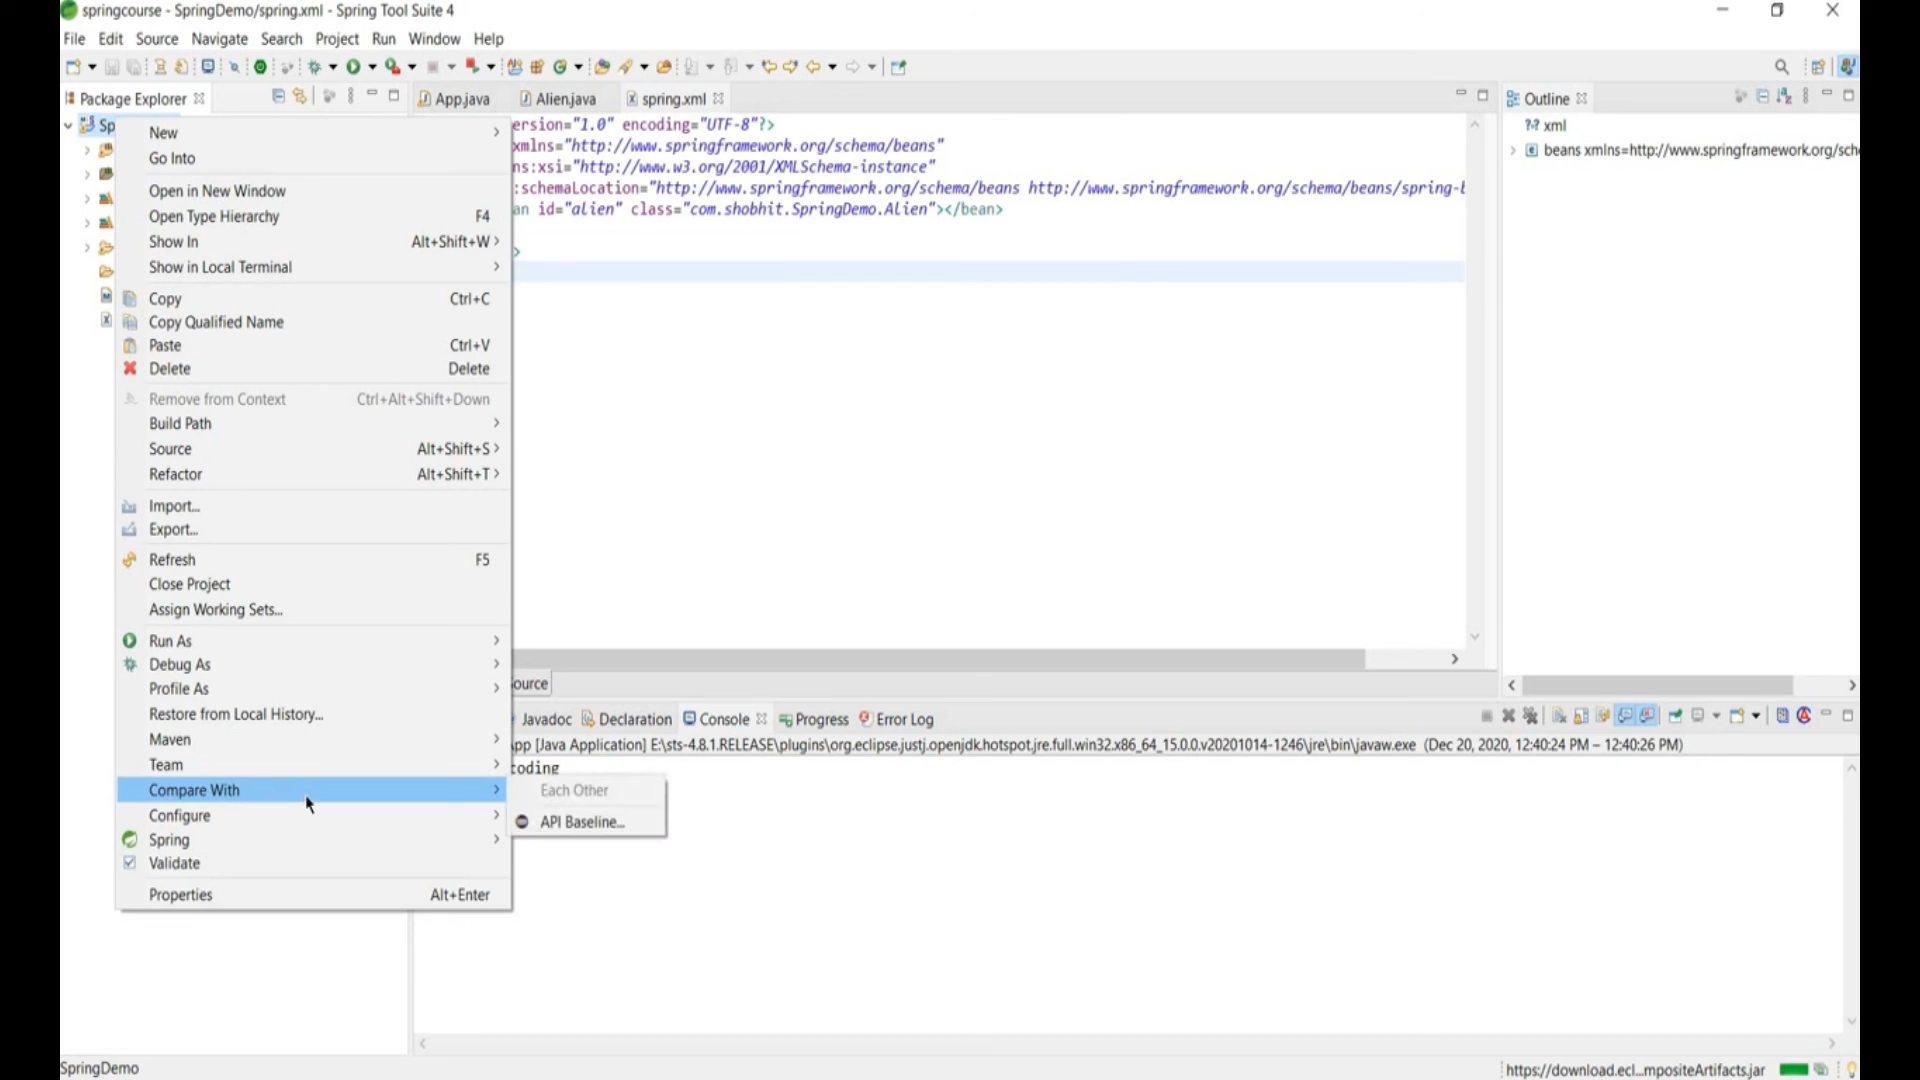 springcourse - SpringDemo/spring.xml - Spring Tool Suite 4
File Edit Source Navigate Search Project Run Window Help
Package Explorer
App.java Alien.java spring.xml
Outline
Sp
New
Go Into
Open in New Window
Open Type Hierarchy F4
Show In Alt+Shift+W
Show in Local Terminal
Copy Ctrl+C
Copy Qualified Name
Paste Ctrl+V
Delete Delete
Remove from Context Ctrl+Alt+Shift+Down
Build Path
Source Alt+Shift+S
Refactor Alt+Shift+T
Import...
Export...
Refresh F5
Close Project
Assign Working Sets...
Run As
Debug As
Profile As
Restore from Local History...
Maven
Team
Compare With
Configure
Spring
Validate
Properties Alt+Enter
Each Other
API Baseline...
ersion="1.0" encoding="UTF-8"?>
xmlns="http://www.springframework.org/schema/beans"
ns:xsi="http://www.w3.org/2001/XMLSchema-instance"
:schemaLocation="http://www.springframework.org/schema/beans http://www.springframework.org/schema/beans/spring-b
an id="alien" class="com.shobhit.SpringDemo.Alien"></bean>
>
ource
xml
beans xmlns=http://www.springframework.org/sch
Javadoc Declaration Console Progress Error Log
pp [Java Application] E:\sts-4.8.1.RELEASE\plugins\org.eclipse.justj.openjdk.hotspot.jre.full.win32.x86_64_15.0.0.v20201014-1246\jre\bin\javaw.exe (Dec 20, 2020, 12:40:24 PM – 12:40:26 PM)
coding
SpringDemo
https://download.ecl...mpositeArtifacts.jar